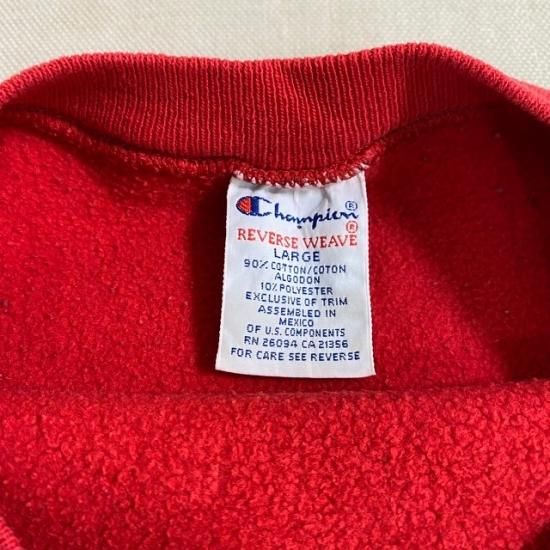 Champion®
REVERSE WEAVE®
LARGE
90% COTTON/COTON
ALGODON
10% POLYESTER
EXCLUSIVE OF TRIM
ASSEMBLED IN
MEXICO
OF U.S. COMPONENTS
RN 26094 CA 21356
FOR CARE SEE REVERSE